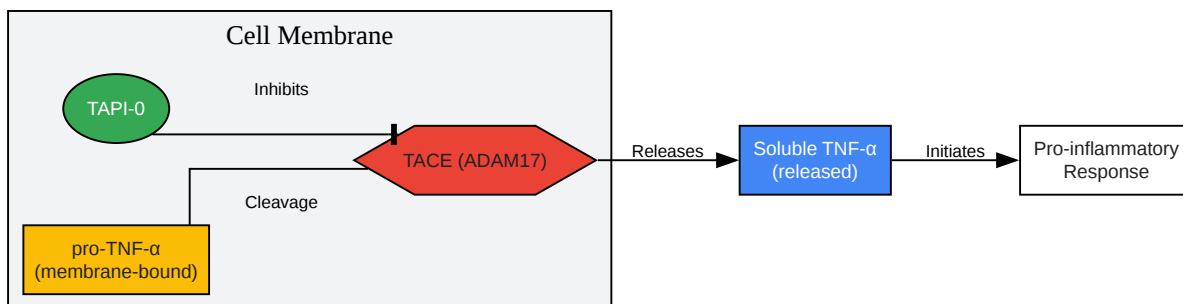 Cell Membrane
Inhibits
TAPI-0
TACE (ADAM17)
Cleavage
pro-TNF-α
(membrane-bound)
Releases
Soluble TNF-α
(released)
Initiates
Pro-inflammatory
Response